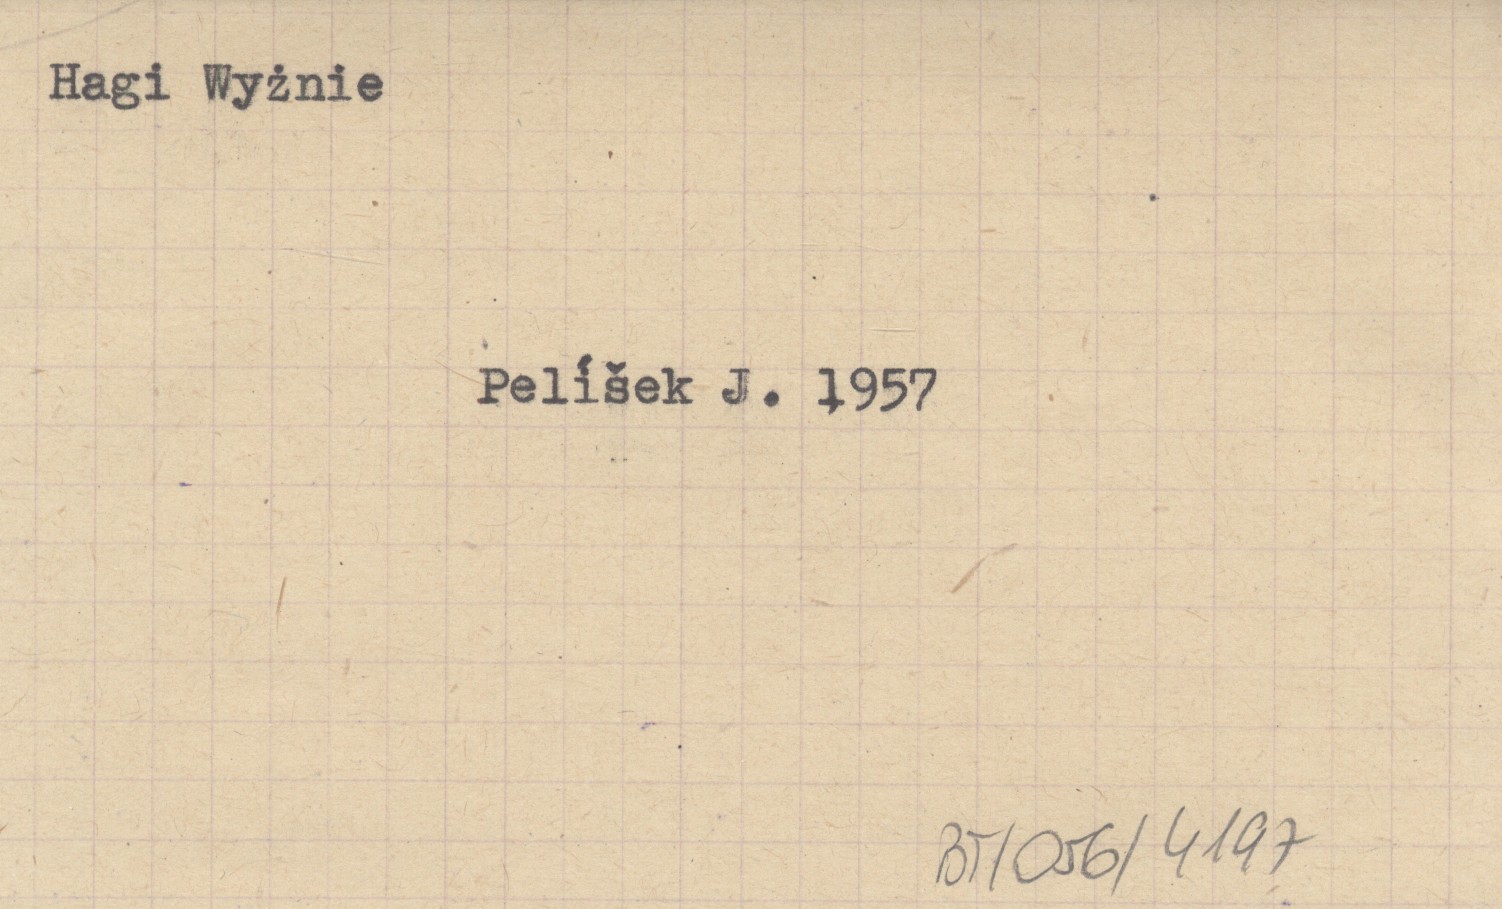 Hagi Wyżnie
Pelíšek J. 1957
BT/056/4197